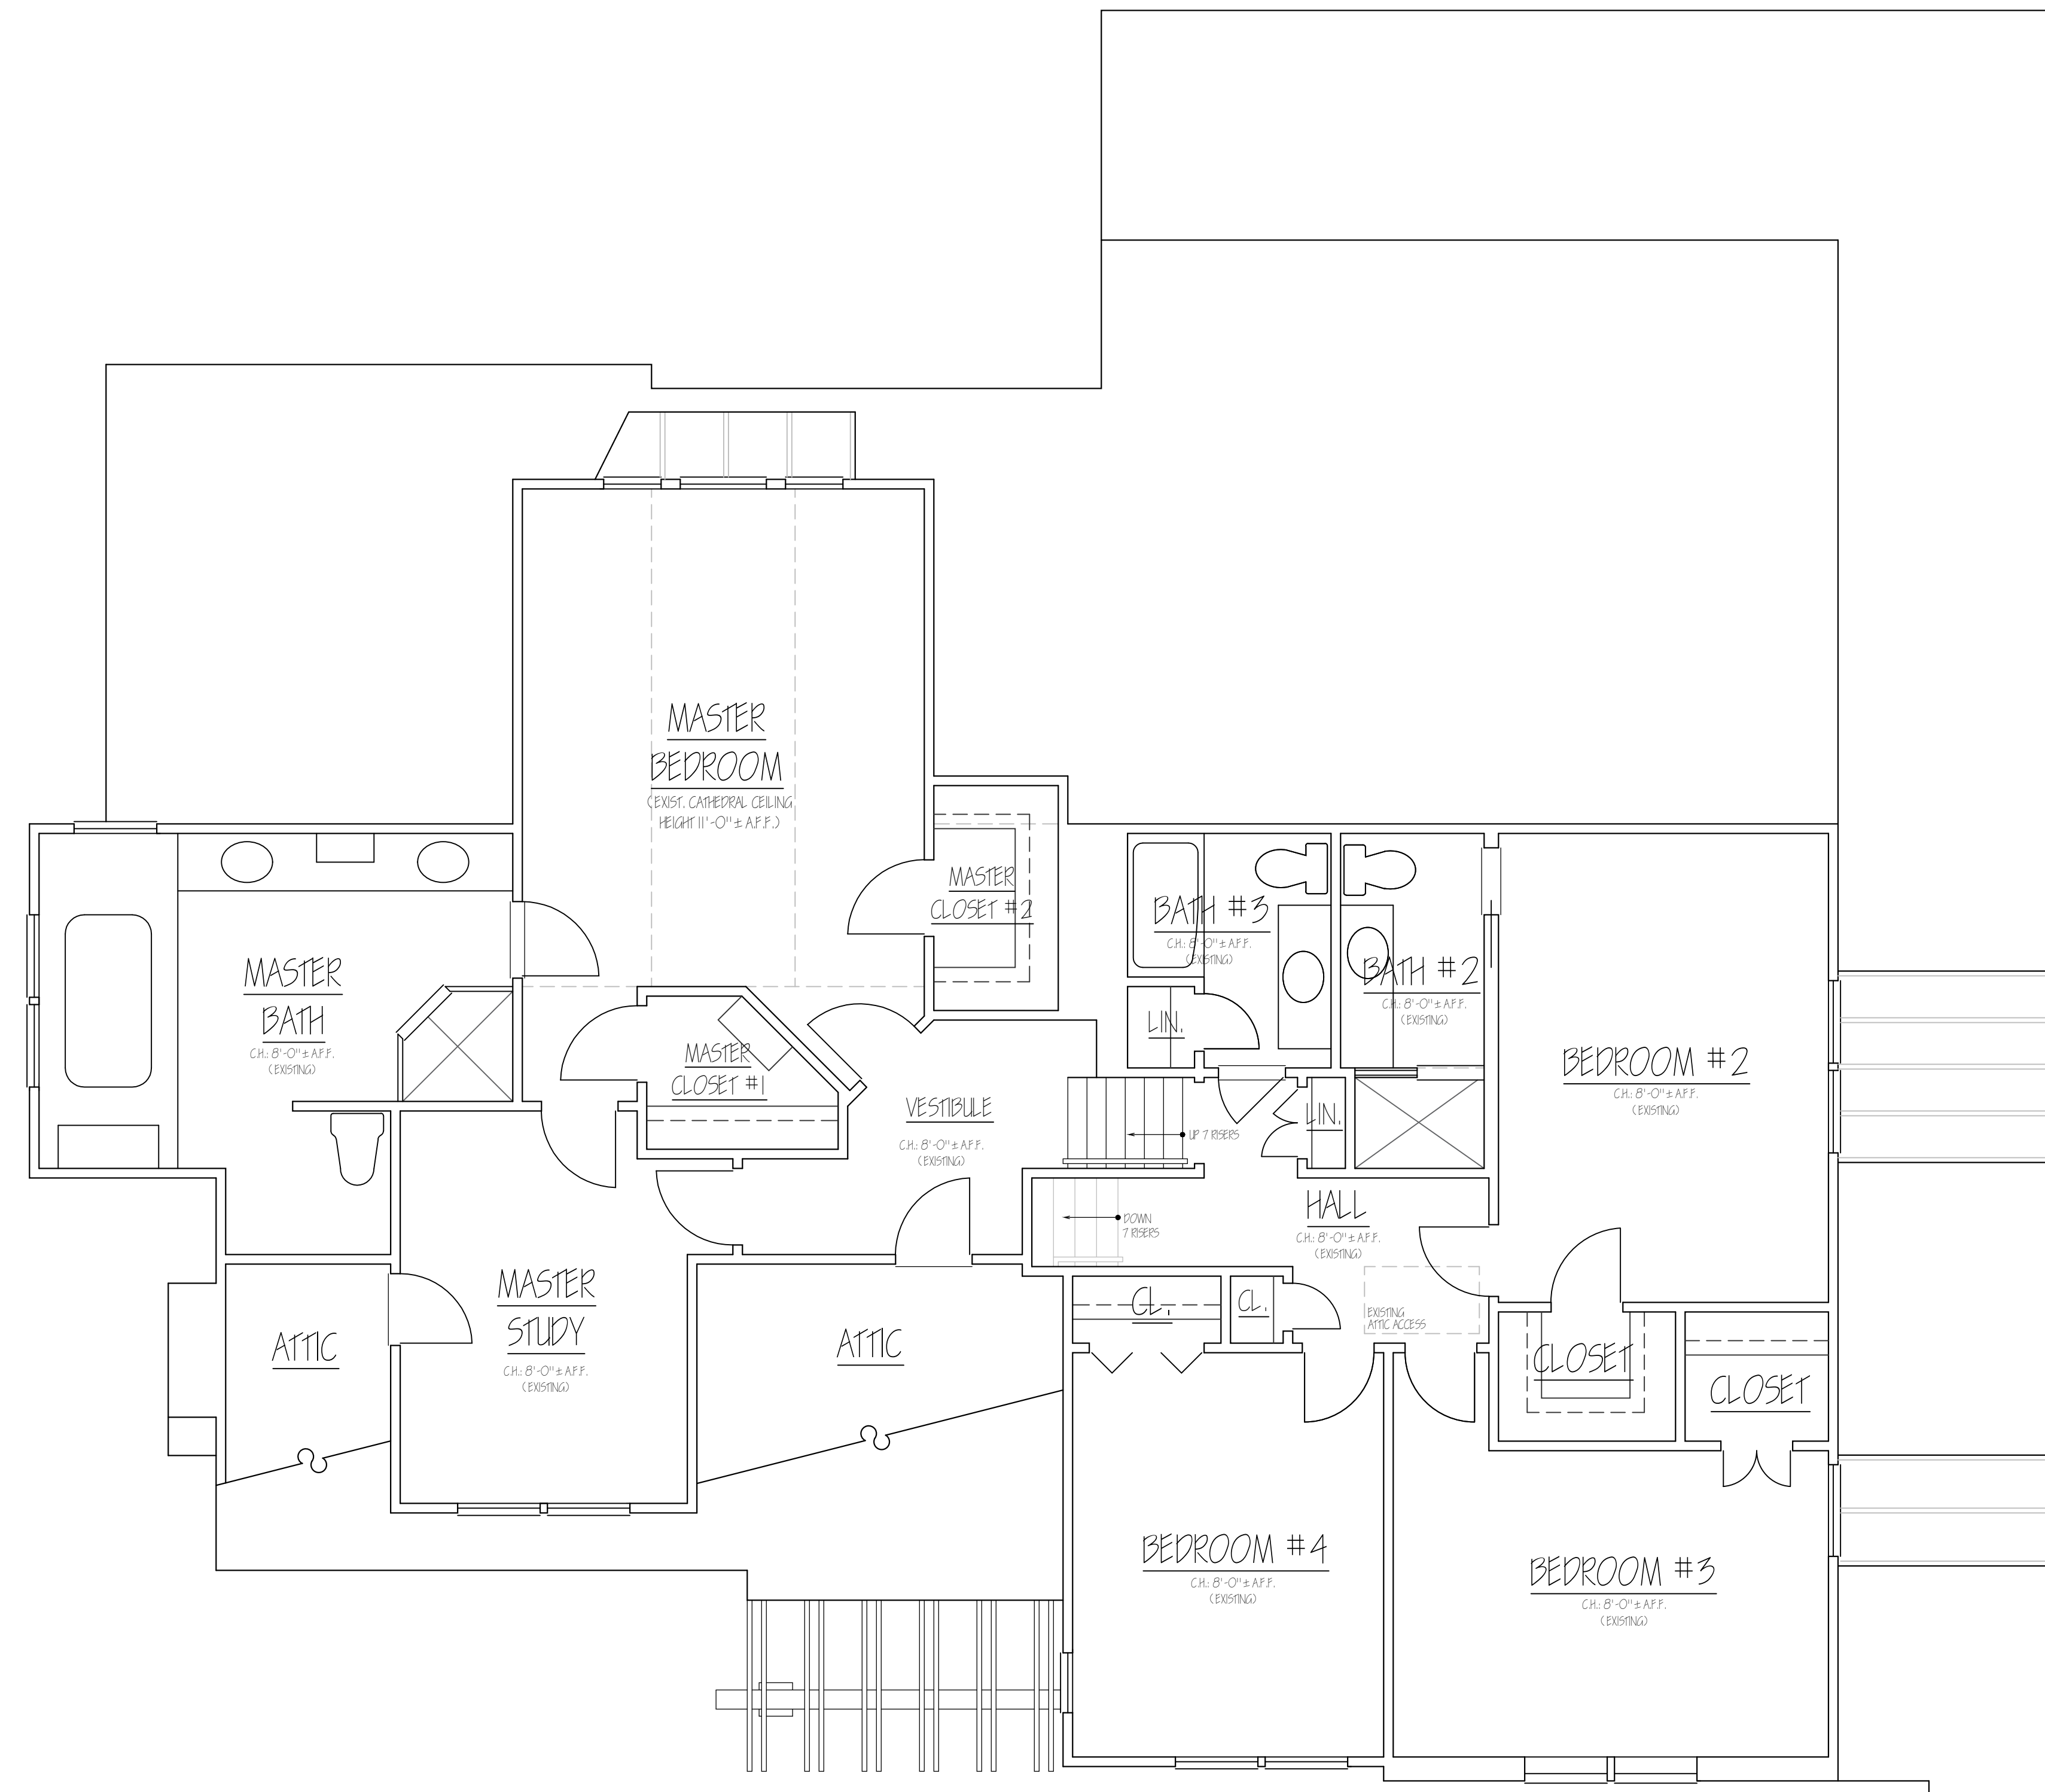 MASTER
BEDROOM
(EXIST. CATHEDRAL CEILING
HEIGHT 11'-0" ± A.F.F.)
MASTER
CLOSET #2
BATH #3
C.H.: 8'-0" ± A.F.F.
(EXISTING)
BATH #2
C.H.: 8'-0" ± A.F.F.
(EXISTING)
MASTER
BATH
C.H.: 8'-0" ± A.F.F.
(EXISTING)
MASTER
CLOSET #1
LIN.
BEDROOM #2
C.H.: 8'-0" ± A.F.F.
(EXISTING)
VESTIBULE
C.H.: 8'-0" ± A.F.F.
(EXISTING)
UP 7 RISERS
LIN.
DOWN
7 RISERS
HALL
C.H.: 8'-0" ± A.F.F.
(EXISTING)
MASTER
STUDY
C.H.: 8'-0" ± A.F.F.
(EXISTING)
ATTIC
ATTIC
CL.
CL.
EXISTING
ATTIC ACCESS
CLOSET
CLOSET
BEDROOM #4
C.H.: 8'-0" ± A.F.F.
(EXISTING)
BEDROOM #3
C.H.: 8'-0" ± A.F.F.
(EXISTING)